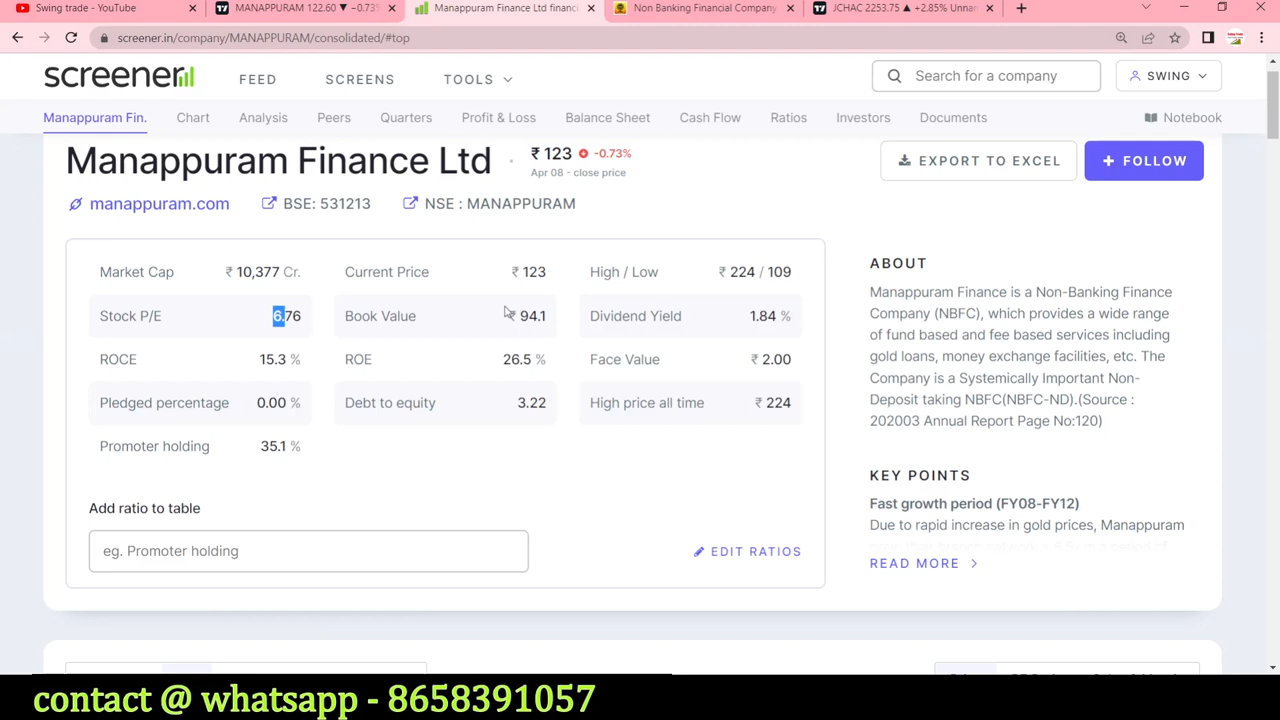 Swing trade - YouTube
MANAPPURAM 122.60 ▼ −0.73%
Manappuram Finance Ltd financi
Non Banking Financial Company
JCHAC 2253.75 ▲ +2.85% Unnam
screener.in/company/MANAPPURAM/consolidated/#top
screener
FEED
SCREENS
TOOLS
Search for a company
SWING
Manappuram Fin.
Chart
Analysis
Peers
Quarters
Profit & Loss
Balance Sheet
Cash Flow
Ratios
Investors
Documents
Notebook
Manappuram Finance Ltd
₹ 123 -0.73%
Apr 08 - close price
EXPORT TO EXCEL
+ FOLLOW
manappuram.com
BSE: 531213
NSE : MANAPPURAM
Market Cap ₹ 10,377 Cr.
Current Price ₹ 123
High / Low ₹ 224 / 109
Stock P/E 6.76
Book Value ₹ 94.1
Dividend Yield 1.84 %
ROCE 15.3 %
ROE 26.5 %
Face Value ₹ 2.00
Pledged percentage 0.00 %
Debt to equity 3.22
High price all time ₹ 224
Promoter holding 35.1 %
Add ratio to table
eg. Promoter holding
EDIT RATIOS
ABOUT
Manappuram Finance is a Non-Banking Finance
Company (NBFC), which provides a wide range
of fund based and fee based services including
gold loans, money exchange facilities, etc. The
Company is a Systemically Important Non-
Deposit taking NBFC(NBFC-ND).(Source :
202003 Annual Report Page No:120)
KEY POINTS
Fast growth period (FY08-FY12)
Due to rapid increase in gold prices, Manappuram
READ MORE
contact @ whatsapp - 8658391057